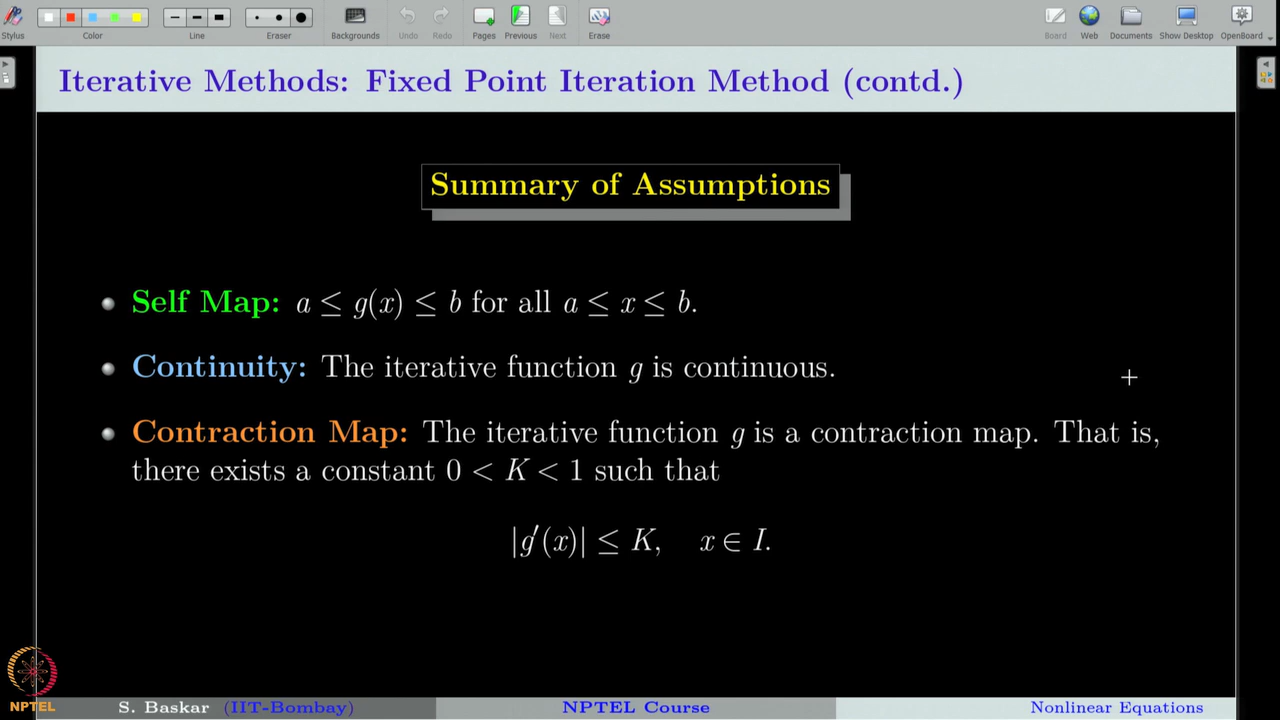 Stylus
Color
Line
Eraser
Backgrounds
Undo
Redo
Pages
Previous
Next
Erase
Board
Web
Documents
Show Desktop
OpenBoard
Iterative Methods: Fixed Point Iteration Method (contd.)
Summary of Assumptions
Self Map: a ≤ g(x) ≤ b for all a ≤ x ≤ b.
Continuity: The iterative function g is continuous.
Contraction Map: The iterative function g is a contraction map. That is,
there exists a constant 0 < K < 1 such that
|g′(x)| ≤ K, x ∈ I.
NPTEL
S. Baskar (IIT-Bombay)
NPTEL Course
Nonlinear Equations